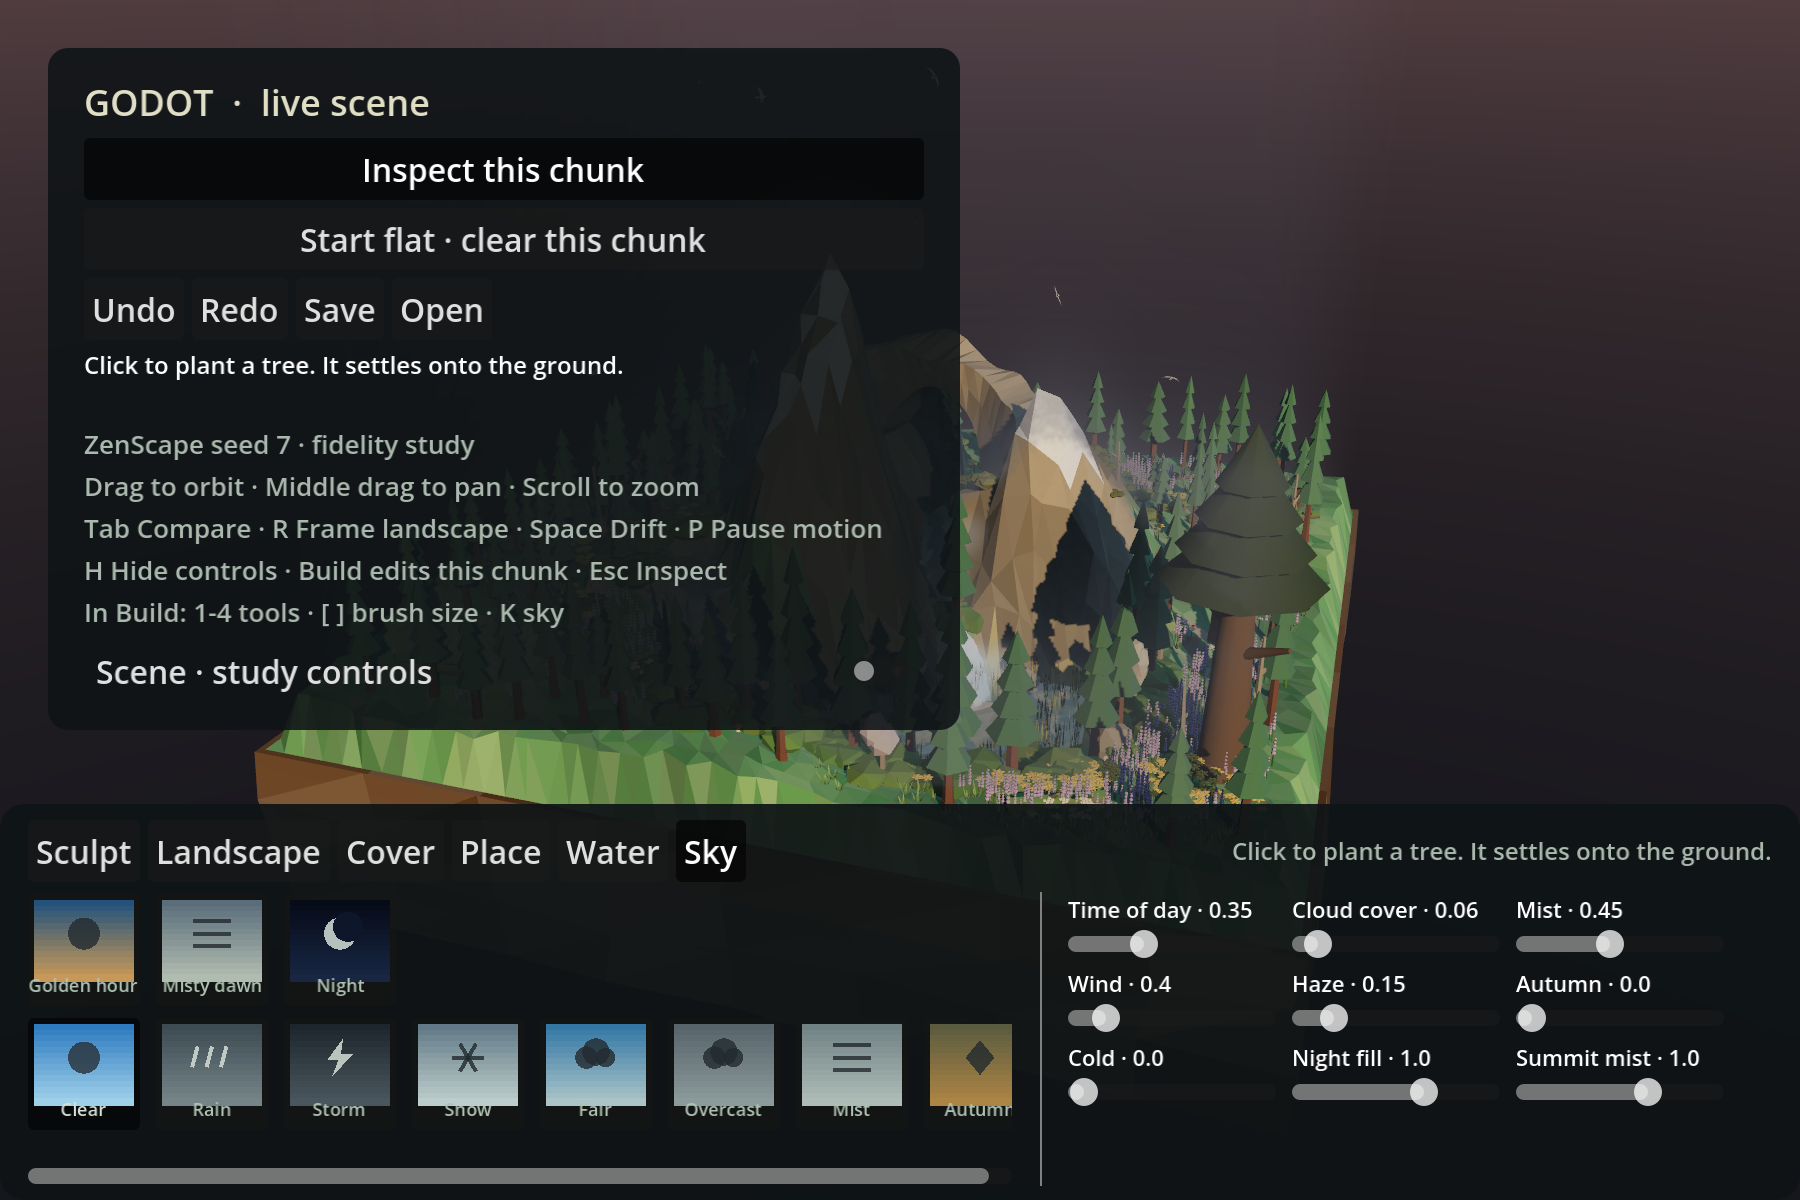 GODOT · live scene
Inspect this chunk
Start flat · clear this chunk
Undo Redo Save Open
Click to plant a tree. It settles onto the ground.
ZenScape seed 7 · fidelity study
Drag to orbit · Middle drag to pan · Scroll to zoom
Tab Compare · R Frame landscape · Space Drift · P Pause motion
H Hide controls · Build edits this chunk · Esc Inspect
In Build: 1-4 tools · [ ] brush size · K sky
Scene · study controls
Sculpt Landscape Cover Place Water Sky
Click to plant a tree. It settles onto the ground.
Golden hour Misty dawn Night
Clear Rain Storm Snow Fair Overcast Mist Autumn
Time of day · 0.35 Cloud cover · 0.06 Mist · 0.45
Wind · 0.4 Haze · 0.15 Autumn · 0.0
Cold · 0.0 Night fill · 1.0 Summit mist · 1.0